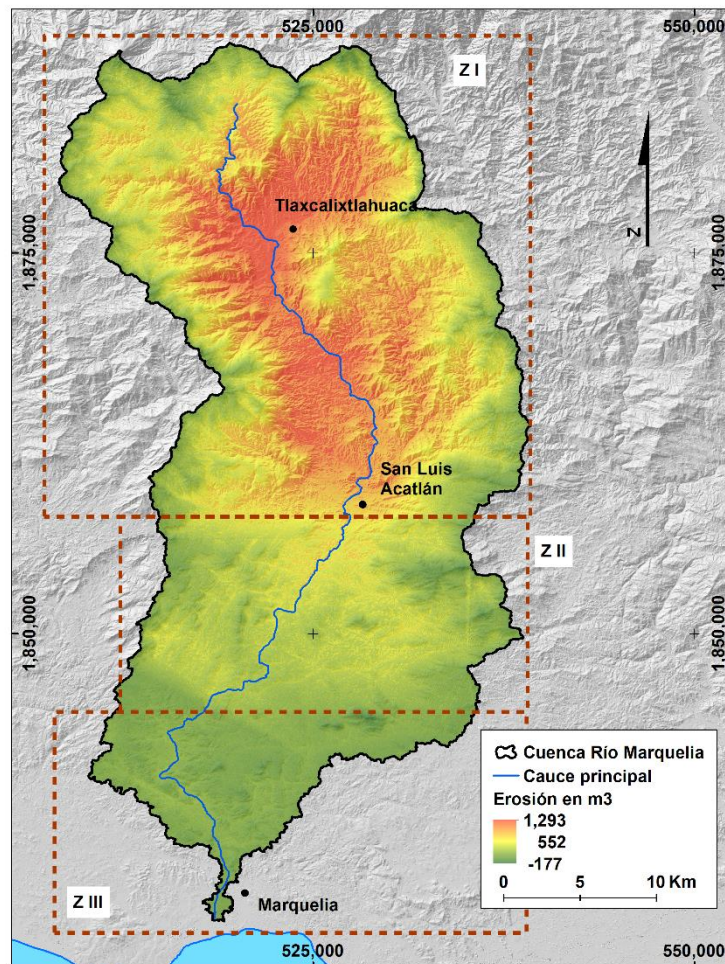 525,000
550,000
Z I
Tlaxcalixtlahuaca
N
1,875,000
1,875,000
San Luis
Acatlán
Z II
1,850,000
1,850,000
Cuenca Río Marquelia
Cauce principal
Erosión en m3
1,293
552
-177
0 5 10 Km
Z III
Marquelia
525,000
550,000